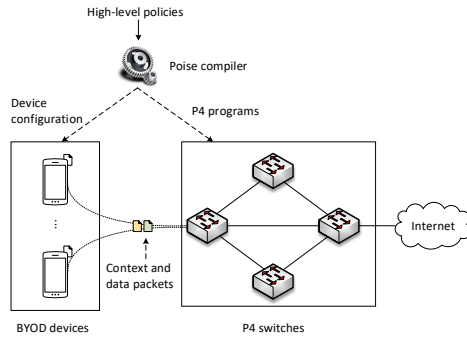 High-level policies
Poise compiler
Device
configuration
P4 programs
⋮
Context and
data packets
Internet
BYOD devices
P4 switches